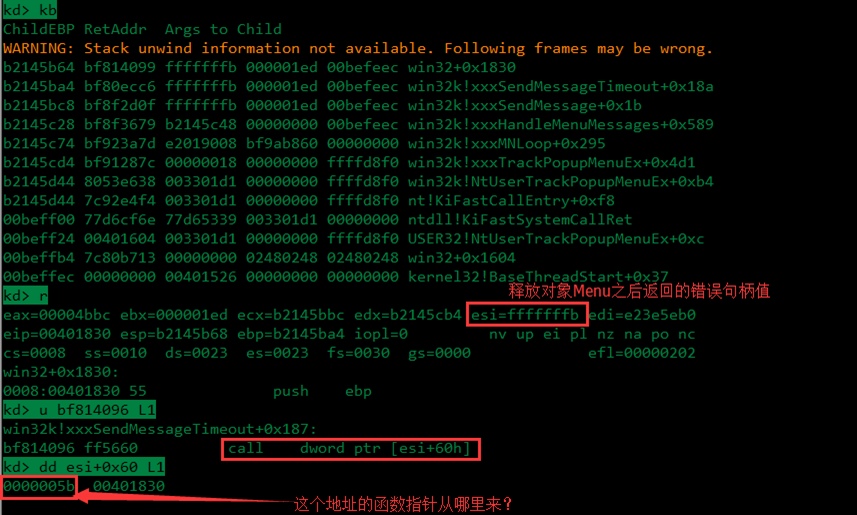 kd> kb
ChildEBP RetAddr  Args to Child
WARNING: Stack unwind information not available. Following frames may be wrong.
b2145b64 bf814099 fffffffb 000001ed 00befeec win32+0x1830
b2145ba4 bf80ecc6 fffffffb 000001ed 00befeec win32k!xxxSendMessageTimeout+0x18a
b2145bc8 bf8f2d0f fffffffb 000001ed 00befeec win32k!xxxSendMessage+0x1b
b2145c28 bf8f3679 b2145c48 00000000 00befeec win32k!xxxHandleMenuMessages+0x589
b2145c74 bf923a7d e2019008 bf9ab860 00000000 win32k!xxxMNLoop+0x295
b2145cd4 bf91287c 00000018 00000000 ffffd8f0 win32k!xxxTrackPopupMenuEx+0x4d1
b2145d44 8053e638 003301d1 00000000 ffffd8f0 win32k!NtUserTrackPopupMenuEx+0xb4
b2145d44 7c92e4f4 003301d1 00000000 ffffd8f0 nt!KiFastCallEntry+0xf8
00beff00 77d6cf6e 77d65339 003301d1 00000000 ntdll!KiFastSystemCallRet
00beff24 00401604 003301d1 00000000 ffffd8f0 USER32!NtUserTrackPopupMenuEx+0xc
00beffb4 7c80b713 00000000 02480248 02480248 win32+0x1604
00beffec 00000000 00401526 00000000 00000000 kernel32!BaseThreadStart+0x37
释放对象Menu之后返回的错误句柄值
kd> r
eax=00004bbc ebx=000001ed ecx=b2145bbc edx=b2145cb4 esi=fffffffb edi=e23e5eb0
eip=00401830 esp=b2145b68 ebp=b2145ba4 iopl=0         nv up ei pl nz na po nc
cs=0008  ss=0010  ds=0023  es=0023  fs=0030  gs=0000             efl=00000202
win32+0x1830:
0008:00401830 55              push    ebp
kd> u bf814096 L1
win32k!xxxSendMessageTimeout+0x187:
bf814096 ff5660          call    dword ptr [esi+60h]
kd> dd esi+0x60 L1
0000005b  00401830
这个地址的函数指针从哪里来?